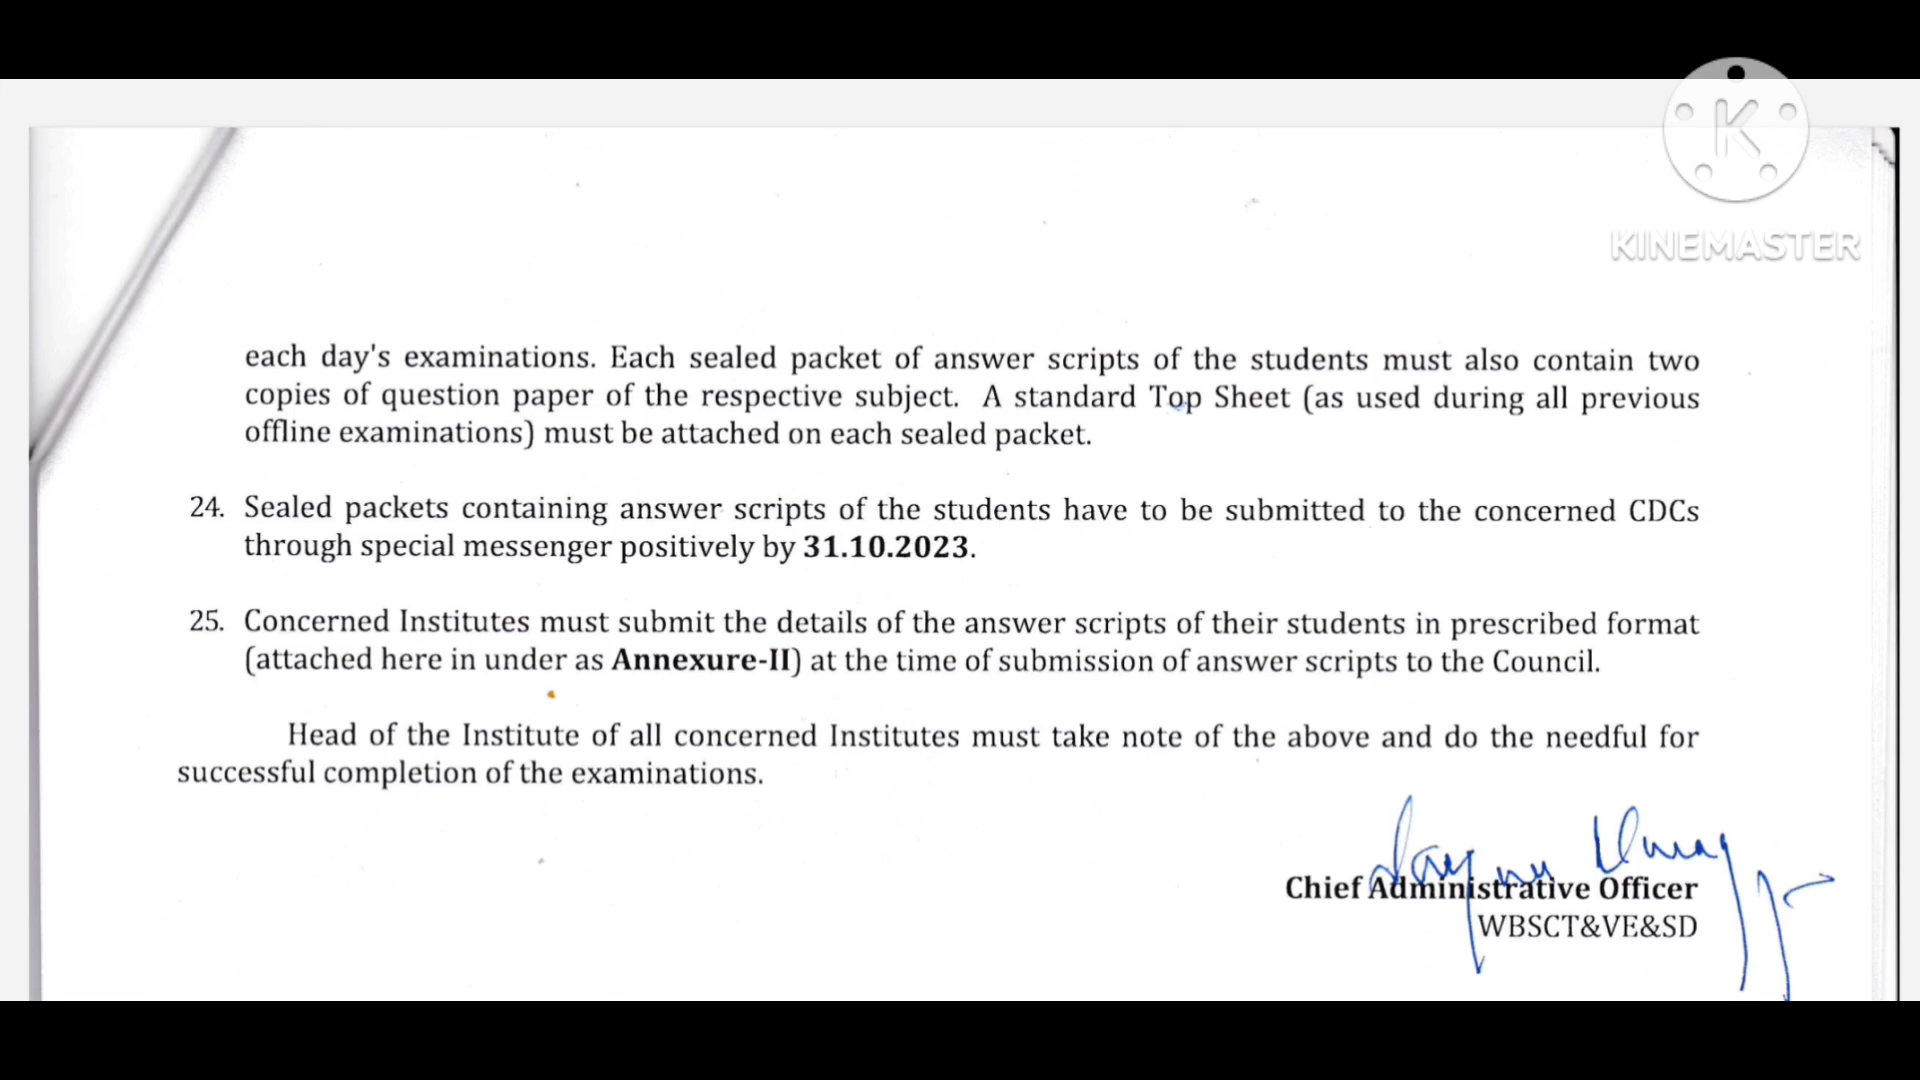 K
KINEMASTER
each day's examinations. Each sealed packet of answer scripts of the students must also contain two
copies of question paper of the respective subject. A standard Top Sheet (as used during all previous
offline examinations) must be attached on each sealed packet.
24. Sealed packets containing answer scripts of the students have to be submitted to the concerned CDCs
through special messenger positively by 31.10.2023.
25. Concerned Institutes must submit the details of the answer scripts of their students in prescribed format
(attached here in under as Annexure-II) at the time of submission of answer scripts to the Council.
Head of the Institute of all concerned Institutes must take note of the above and do the needful for
successful completion of the examinations.
Chief Administrative Officer
WBSCT&VE&SD